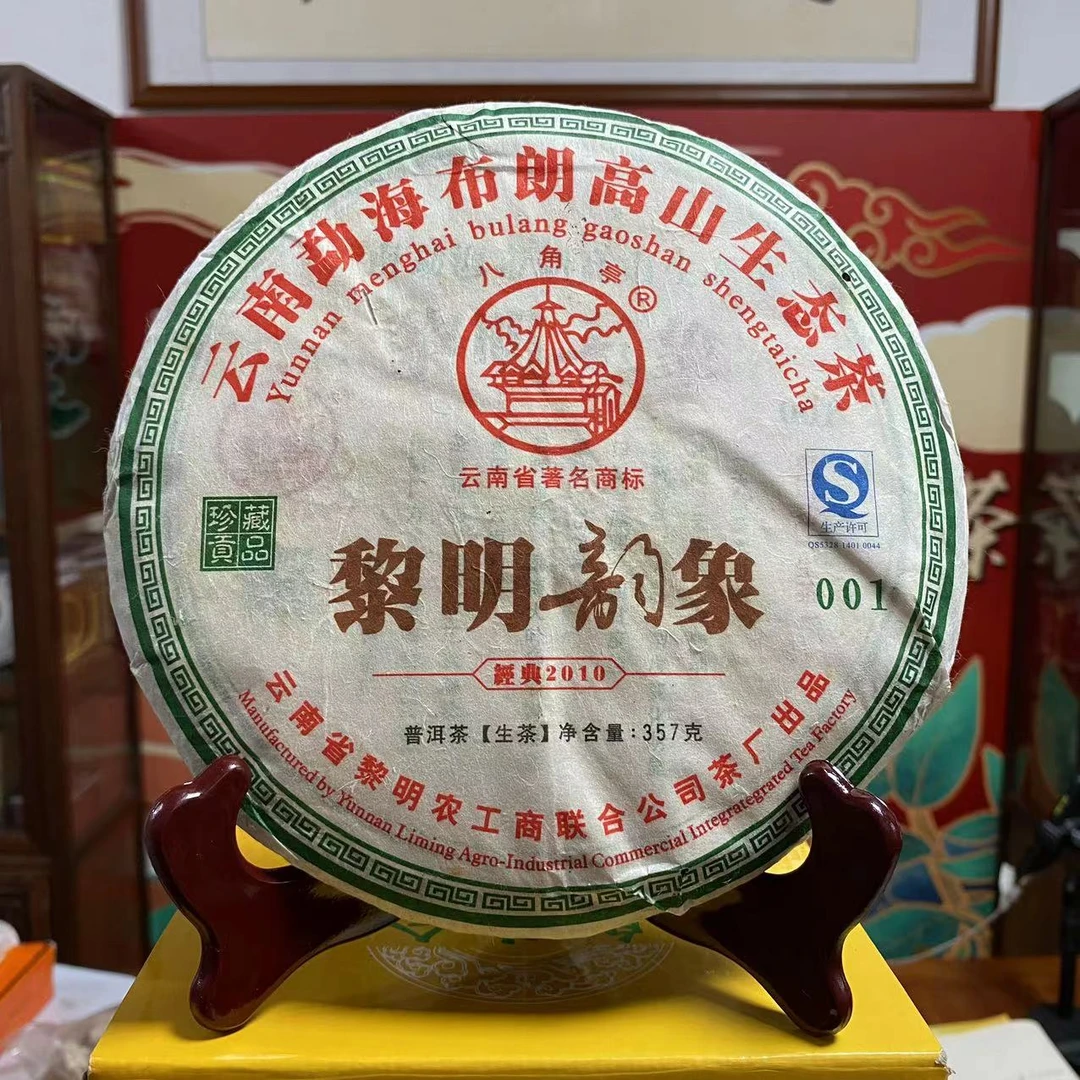 云南勐海布朗高山生态茶
Yunnan menghai bulang gaoshan shengtaicha
八角亭®
云南省著名商标
珍藏
貢品
S
生产许可
QS5328 1401 0044
黎明韵象
001
經典2010
普洱茶【生茶】净含量:357克
云南省黎明农工商联合公司茶厂出品
Manufactured by Yunnan Liming Agro-Industrial Commercial Integrategrated Tea Factory
茶